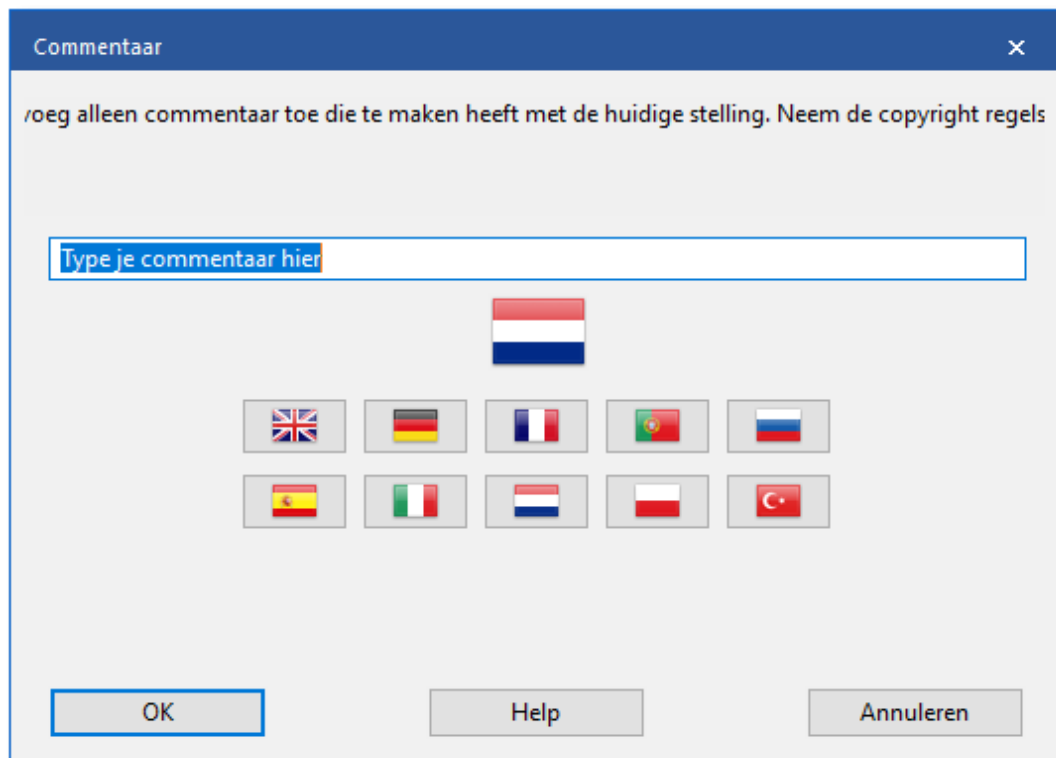 Commentaar
voeg alleen commentaar toe die te maken heeft met de huidige stelling. Neem de copyright regels
Type je commentaar hier
OK Help Annuleren